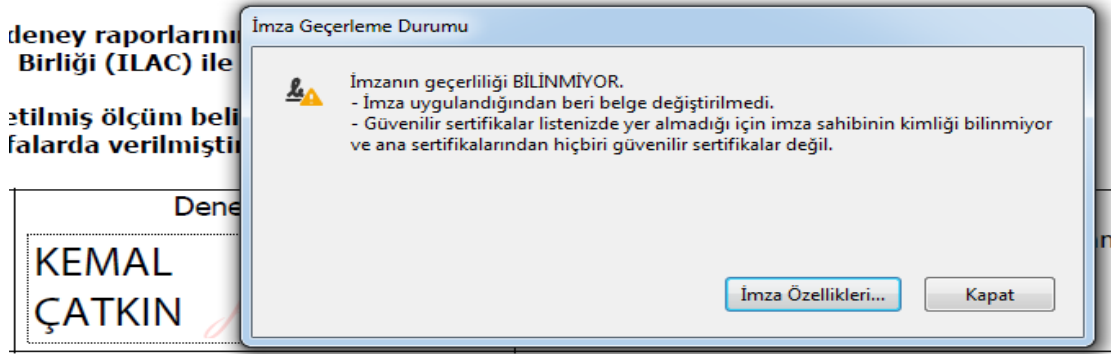 İmza Geçerleme Durumu
deney raporlarının
Birliği (ILAC) ile
etilmiş ölçüm beli
falarda verilmiştir
İmzanın geçerliliği BİLİNMİYOR.
- İmza uygulandığından beri belge değiştirilmedi.
- Güvenilir sertifikalar listenizde yer almadığı için imza sahibinin kimliği bilinmiyor
ve ana sertifikalarından hiçbiri güvenilir sertifikalar değil.
Dene
KEMAL
ÇATKIN
İmza Özellikleri...
Kapat